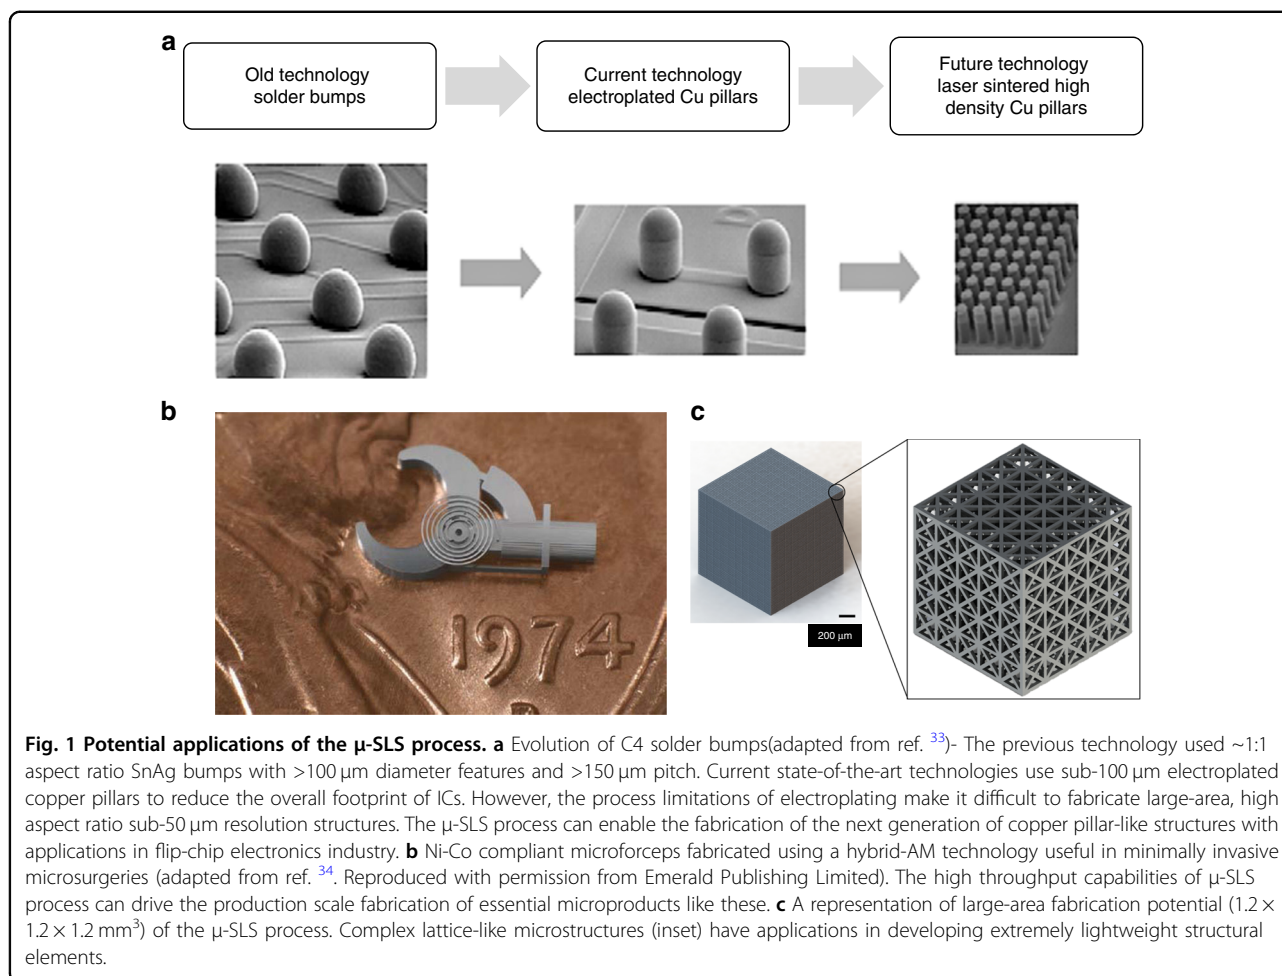 a
Old technology
solder bumps
Current technology
electroplated Cu pillars
Future technology
laser sintered high
density Cu pillars
b
1974
c
200 µm
Fig. 1 Potential applications of the µ-SLS process. a Evolution of C4 solder bumps(adapted from ref. 33)- The previous technology used ~1:1
aspect ratio SnAg bumps with >100 µm diameter features and >150 µm pitch. Current state-of-the-art technologies use sub-100 µm electroplated
copper pillars to reduce the overall footprint of ICs. However, the process limitations of electroplating make it difficult to fabricate large-area, high
aspect ratio sub-50 µm resolution structures. The µ-SLS process can enable the fabrication of the next generation of copper pillar-like structures with
applications in flip-chip electronics industry. b Ni-Co compliant microforceps fabricated using a hybrid-AM technology useful in minimally invasive
microsurgeries (adapted from ref. 34. Reproduced with permission from Emerald Publishing Limited). The high throughput capabilities of µ-SLS
process can drive the production scale fabrication of essential microproducts like these. c A representation of large-area fabrication potential (1.2 ×
1.2 × 1.2 mm³) of the µ-SLS process. Complex lattice-like microstructures (inset) have applications in developing extremely lightweight structural
elements.